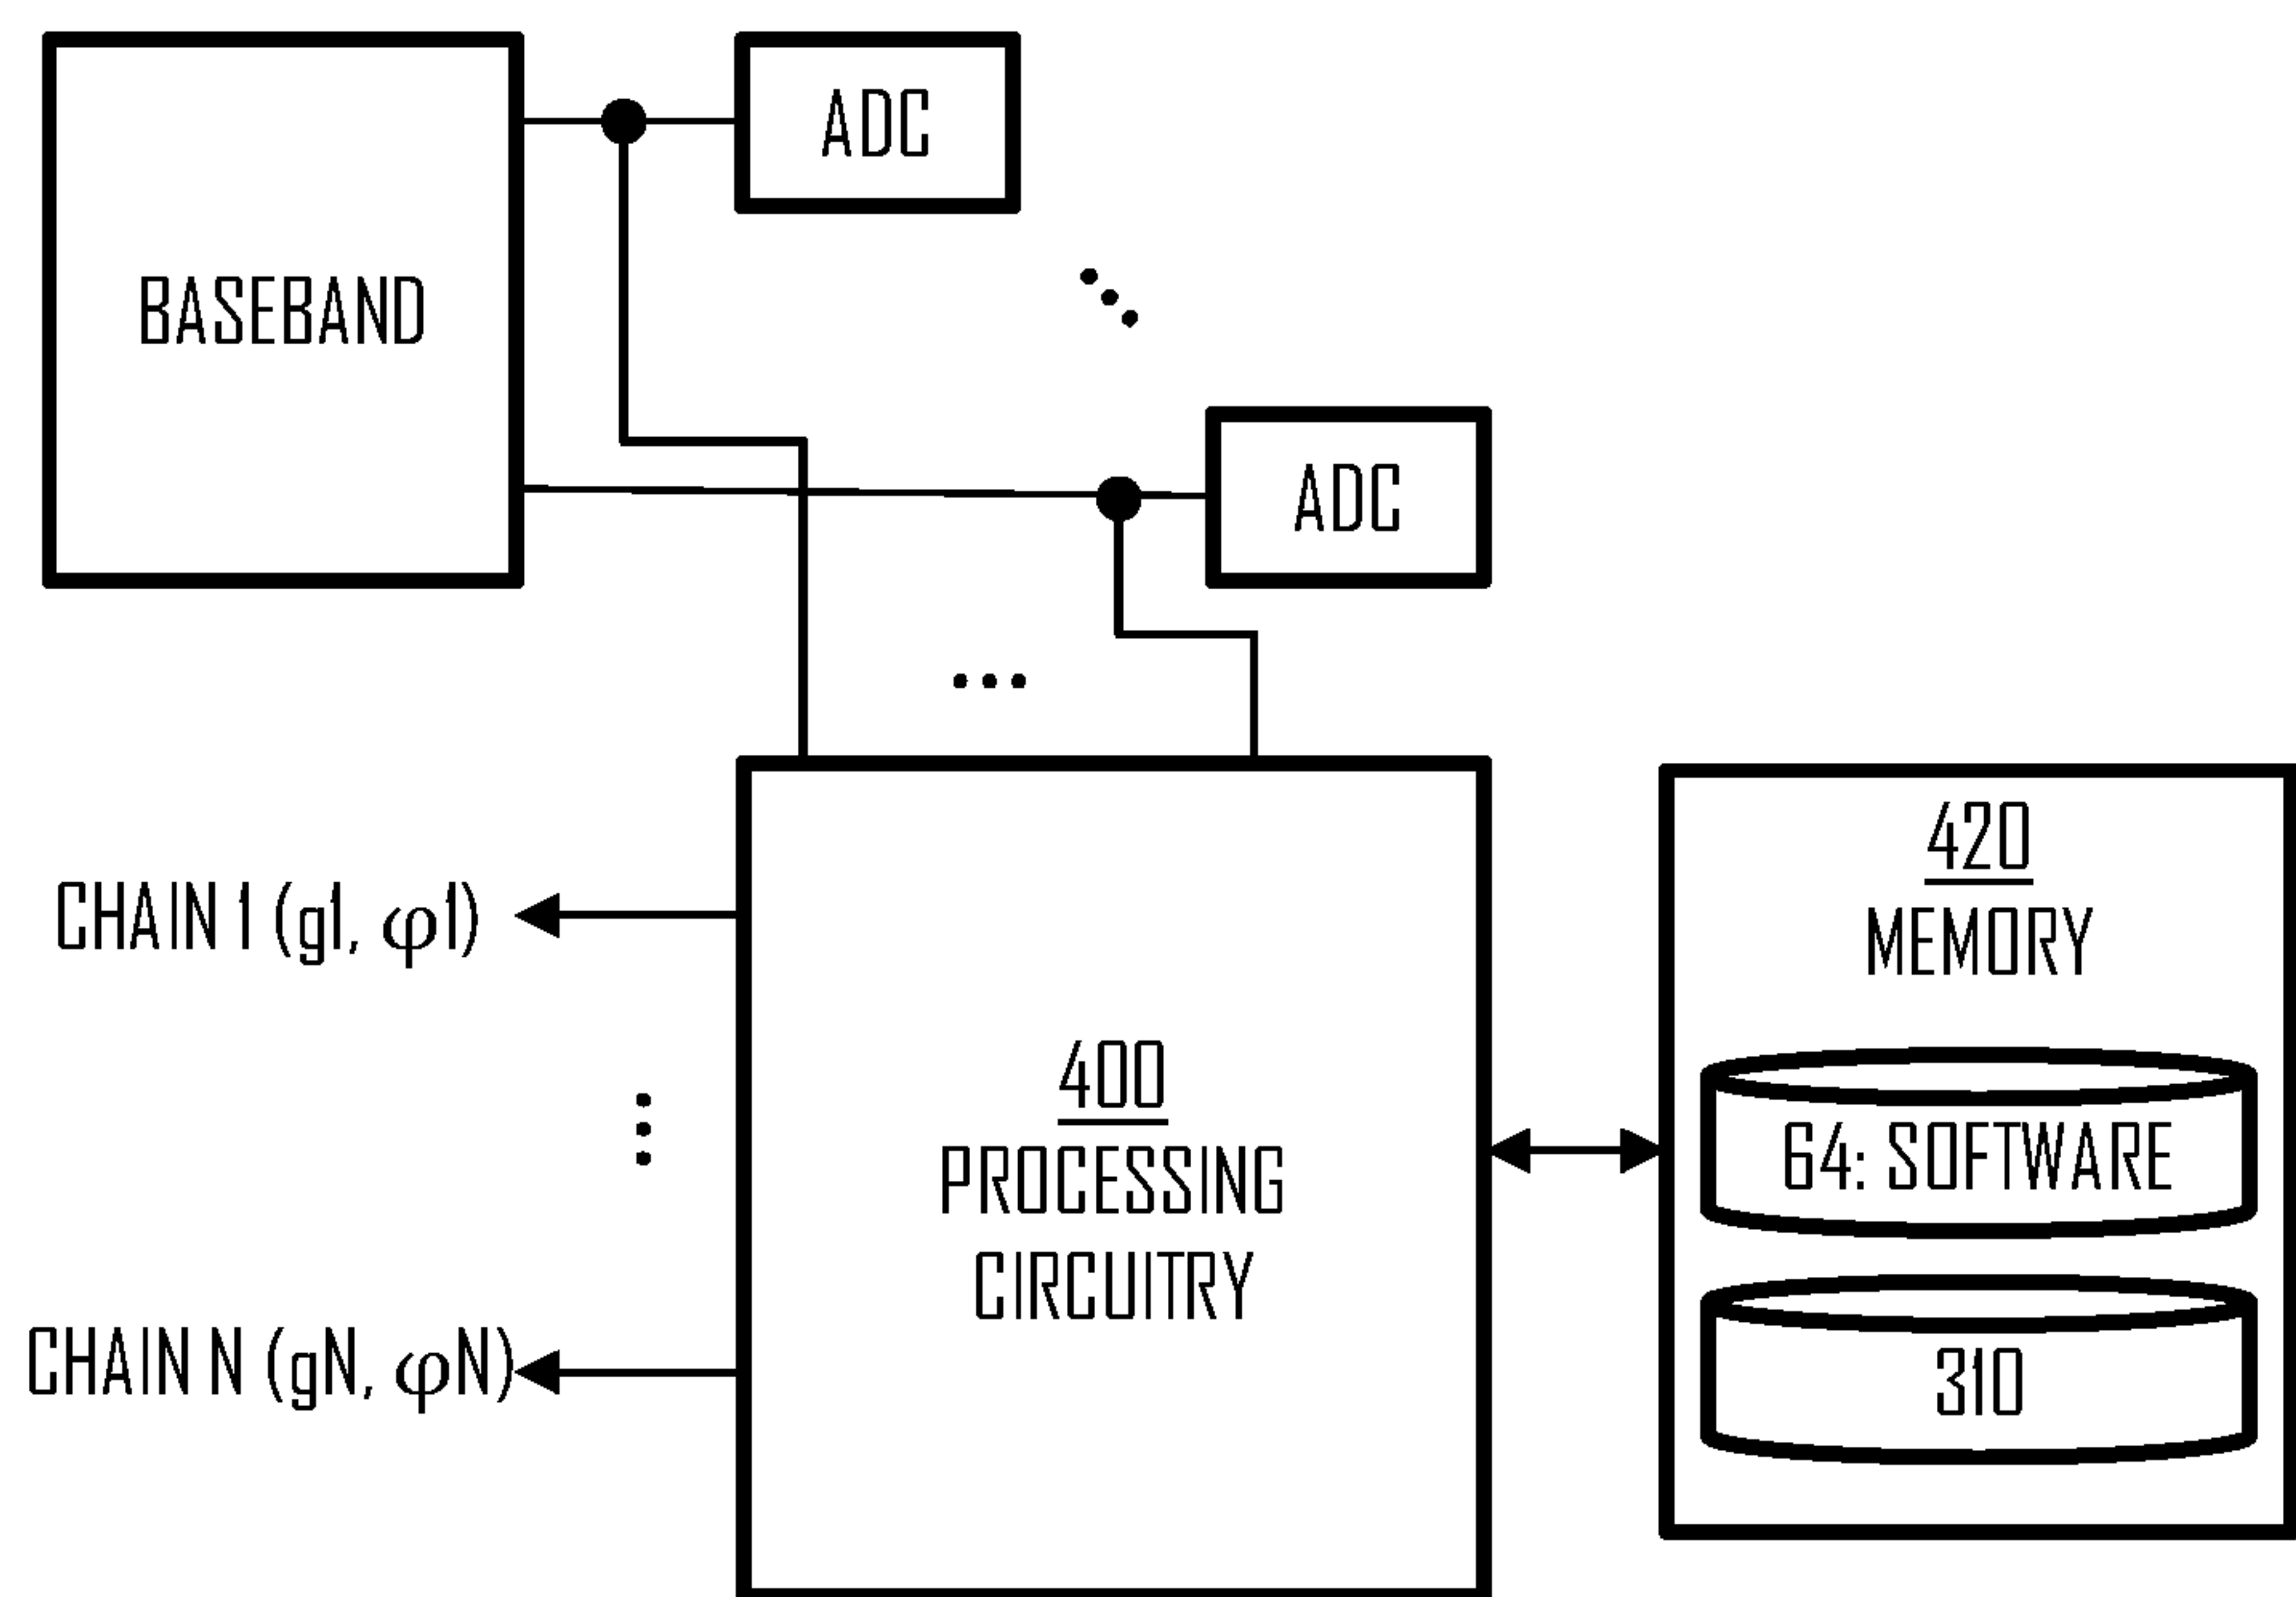 ADC
BASEBAND
ADC
420
MEMORY
CHAIN 1 (g1, φ1)
400
PROCESSING
CIRCUITRY
64: SOFTWARE
CHAIN N (gN, φN)
310